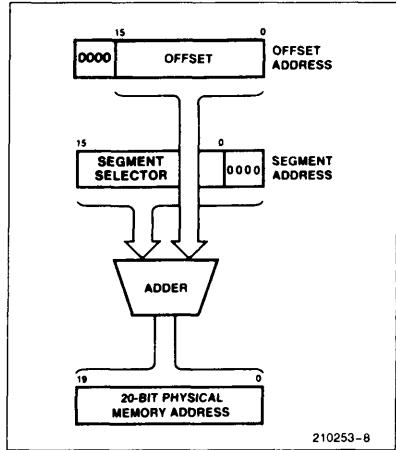 15 0
0000 OFFSET OFFSET ADDRESS
15 0
SEGMENT SELECTOR 0000 SEGMENT ADDRESS
ADDER
19 0
20-BIT PHYSICAL
MEMORY ADDRESS
210253-8